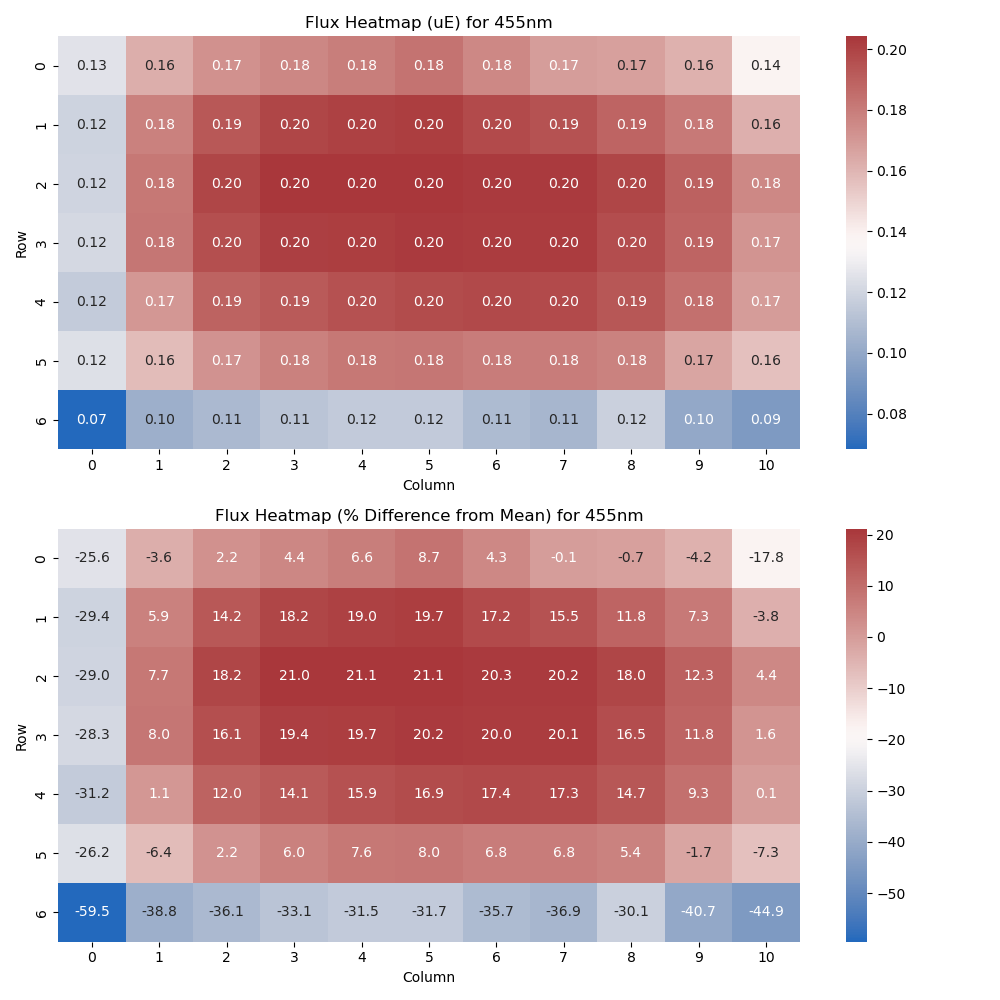 Flux Heatmap (uE) for 455nm
0 0.13 0.16 0.17 0.18 0.18 0.18 0.18 0.17 0.17 0.16 0.14
1 0.12 0.18 0.19 0.20 0.20 0.20 0.20 0.19 0.19 0.18 0.16
2 0.12 0.18 0.20 0.20 0.20 0.20 0.20 0.20 0.20 0.19 0.18
3 0.12 0.18 0.20 0.20 0.20 0.20 0.20 0.20 0.20 0.19 0.17
4 0.12 0.17 0.19 0.19 0.20 0.20 0.20 0.20 0.19 0.18 0.17
5 0.12 0.16 0.17 0.18 0.18 0.18 0.18 0.18 0.18 0.17 0.16
6 0.07 0.10 0.11 0.11 0.12 0.12 0.11 0.11 0.12 0.10 0.09
0 1 2 3 4 5 6 7 8 9 10
Row
Column
0.20
0.18
0.16
0.14
0.12
0.10
0.08
Flux Heatmap (% Difference from Mean) for 455nm
0 -25.6 -3.6 2.2 4.4 6.6 8.7 4.3 -0.1 -0.7 -4.2 -17.8
1 -29.4 5.9 14.2 18.2 19.0 19.7 17.2 15.5 11.8 7.3 -3.8
2 -29.0 7.7 18.2 21.0 21.1 21.1 20.3 20.2 18.0 12.3 4.4
3 -28.3 8.0 16.1 19.4 19.7 20.2 20.0 20.1 16.5 11.8 1.6
4 -31.2 1.1 12.0 14.1 15.9 16.9 17.4 17.3 14.7 9.3 0.1
5 -26.2 -6.4 2.2 6.0 7.6 8.0 6.8 6.8 5.4 -1.7 -7.3
6 -59.5 -38.8 -36.1 -33.1 -31.5 -31.7 -35.7 -36.9 -30.1 -40.7 -44.9
0 1 2 3 4 5 6 7 8 9 10
Row
Column
20
10
0
−10
−20
−30
−40
−50